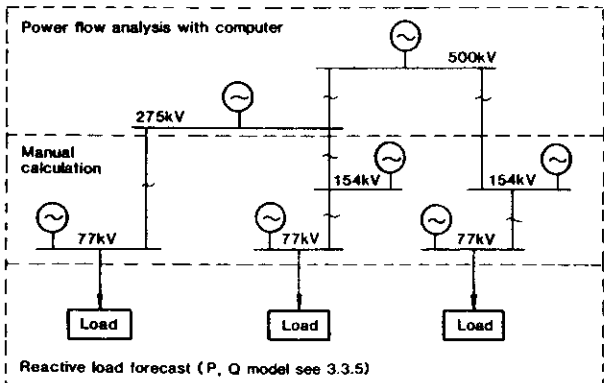 Power flow analysis with computer
500kV
275kV
Manual
calculation
154kV
154kV
77kV
77kV
77kV
Load
Load
Load
Reactive load forecast (P, Q model see 3.3.5)